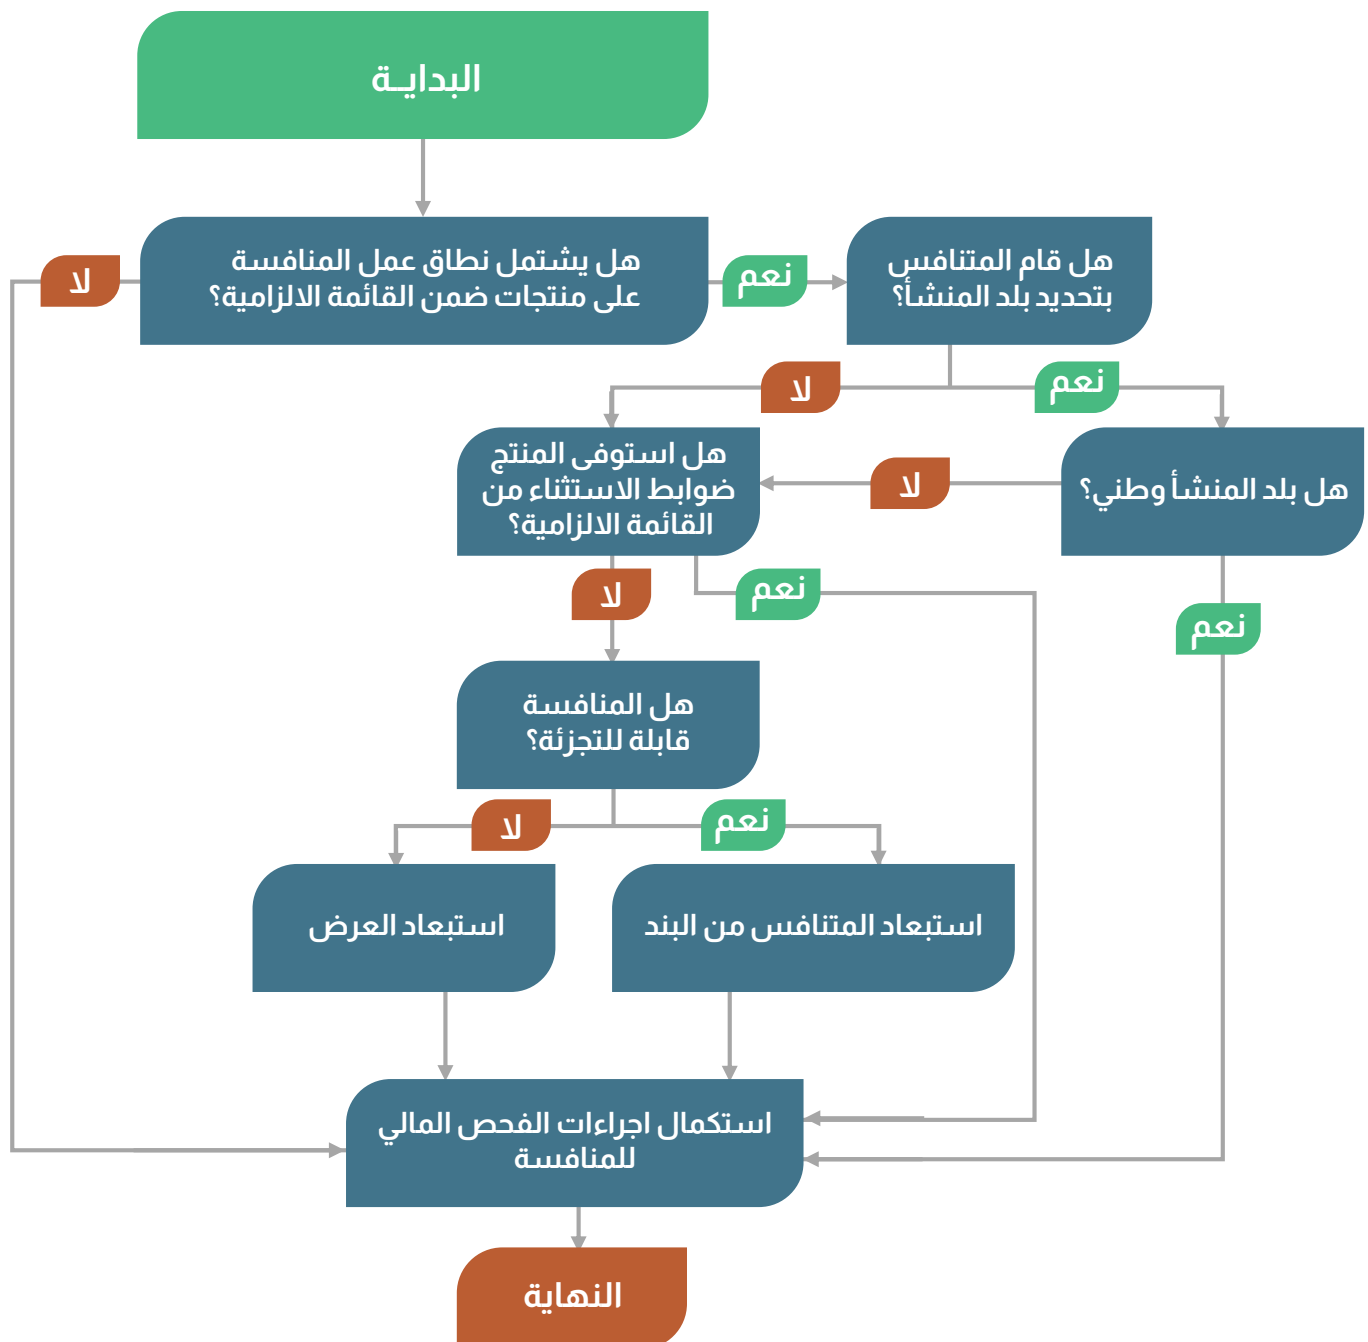 البدايــة
هل يشتمل نطاق عمل المنافسة
على منتجات ضمن القائمة الالزامية؟
لا
نعم
هل قام المتنافس
بتحديد بلد المنشأ؟
نعم
لا
هل بلد المنشأ وطني؟
لا
هل استوفى المنتج
ضوابط الاستثناء من
القائمة الالزامية؟
نعم
نعم
لا
هل المنافسة
قابلة للتجزئة؟
نعم
لا
استبعاد المتنافس من البند
استبعاد العرض
استكمال اجراءات الفحص المالي
للمنافسة
النهاية